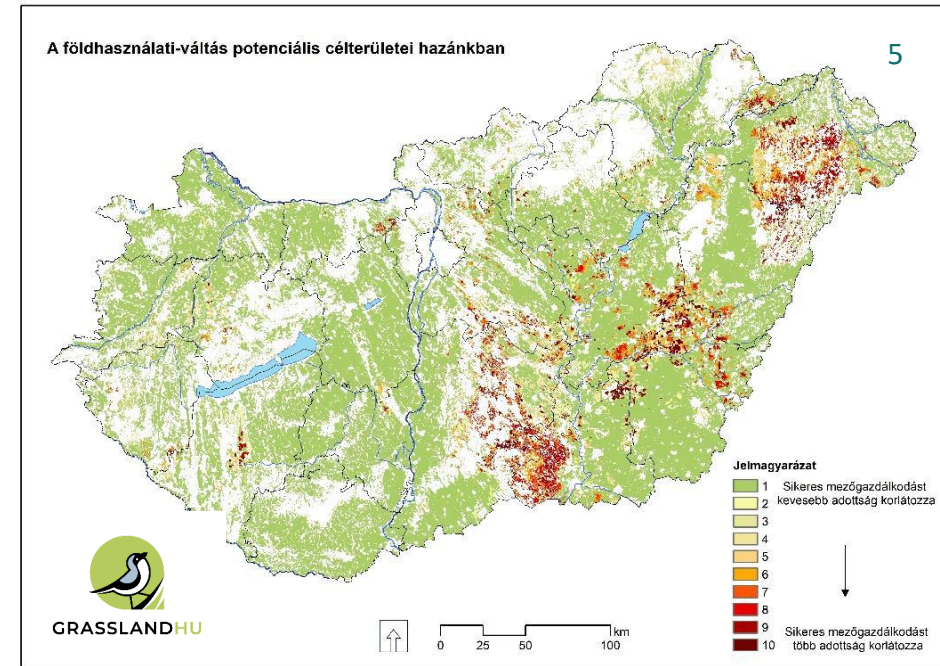 A földhasználati-váltás potenciális célterületei hazánkban
5
Jelmagyarázat
1 Sikeres mezőgazdálkodást
2 kevesebb adottság korlátozza
3
4
5
6
7
8
9 Sikeres mezőgazdálkodást
10 több adottság korlátozza
GRASSLANDHU
km
0 25 50 100